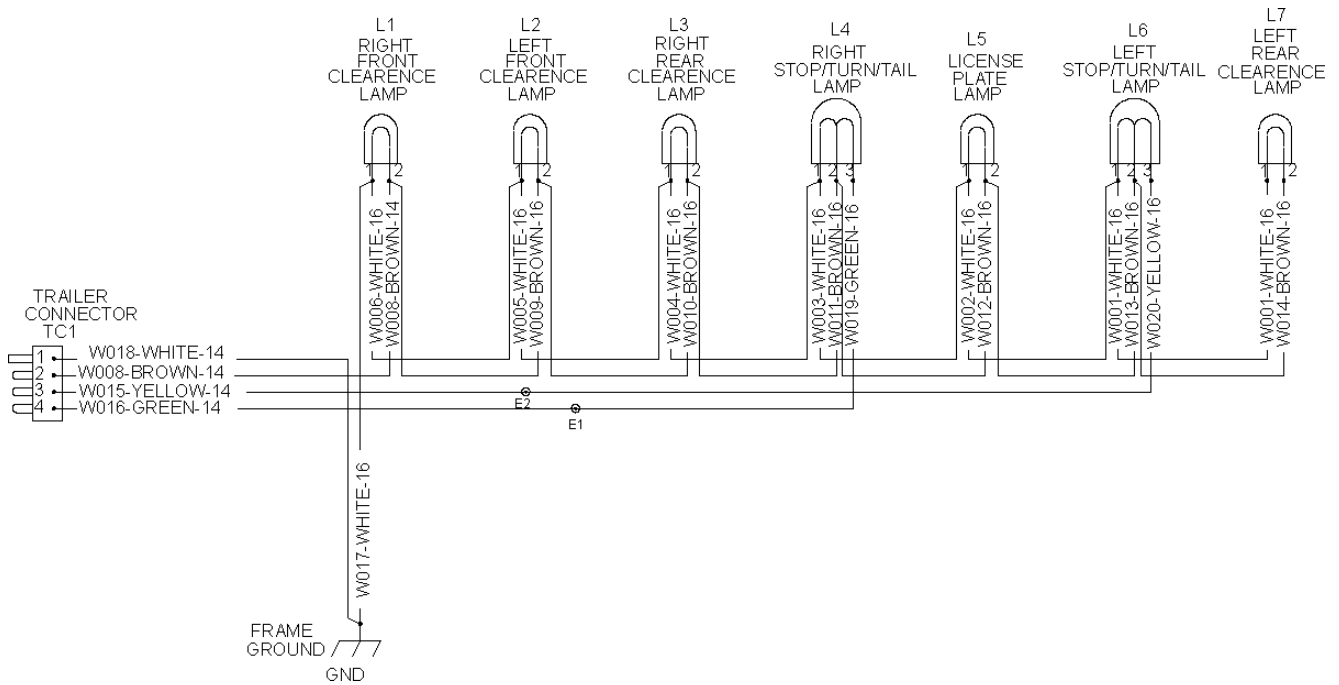 L1
RIGHT
FRONT
CLEARENCE
LAMP
L2
LEFT
FRONT
CLEARENCE
LAMP
L3
RIGHT
REAR
CLEARENCE
LAMP
L4
RIGHT
STOP/TURN/TAIL
LAMP
L5
LICENSE
PLATE
LAMP
L6
LEFT
STOP/TURN/TAIL
LAMP
L7
LEFT
REAR
CLEARENCE
LAMP
1 2
1 2
1 2
1 2 3
1 2
1 2 3
1 2
W006-WHITE-16
W008-BROWN-14
W005-WHITE-16
W009-BROWN-16
W004-WHITE-16
W010-BROWN-16
W003-WHITE-16
W011-BROWN-16
W019-GREEN-16
W002-WHITE-16
W012-BROWN-16
W001-WHITE-16
W013-BROWN-16
W020-YELLOW-16
W001-WHITE-16
W014-BROWN-16
TRAILER
CONNECTOR
TC1
1 W018-WHITE-14
2 W008-BROWN-14
3 W015-YELLOW-14
4 W016-GREEN-14
E2
E1
W017-WHITE-16
FRAME
GROUND
GND